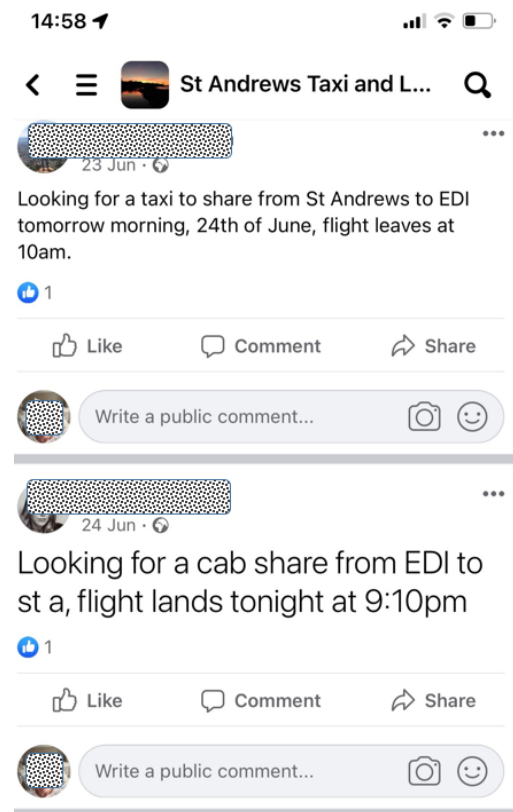 14:58
St Andrews Taxi and L...
23 Jun ·
Looking for a taxi to share from St Andrews to EDI
tomorrow morning, 24th of June, flight leaves at
10am.
1
Like Comment Share
Write a public comment...
24 Jun ·
Looking for a cab share from EDI to
st a, flight lands tonight at 9:10pm
1
Like Comment Share
Write a public comment...